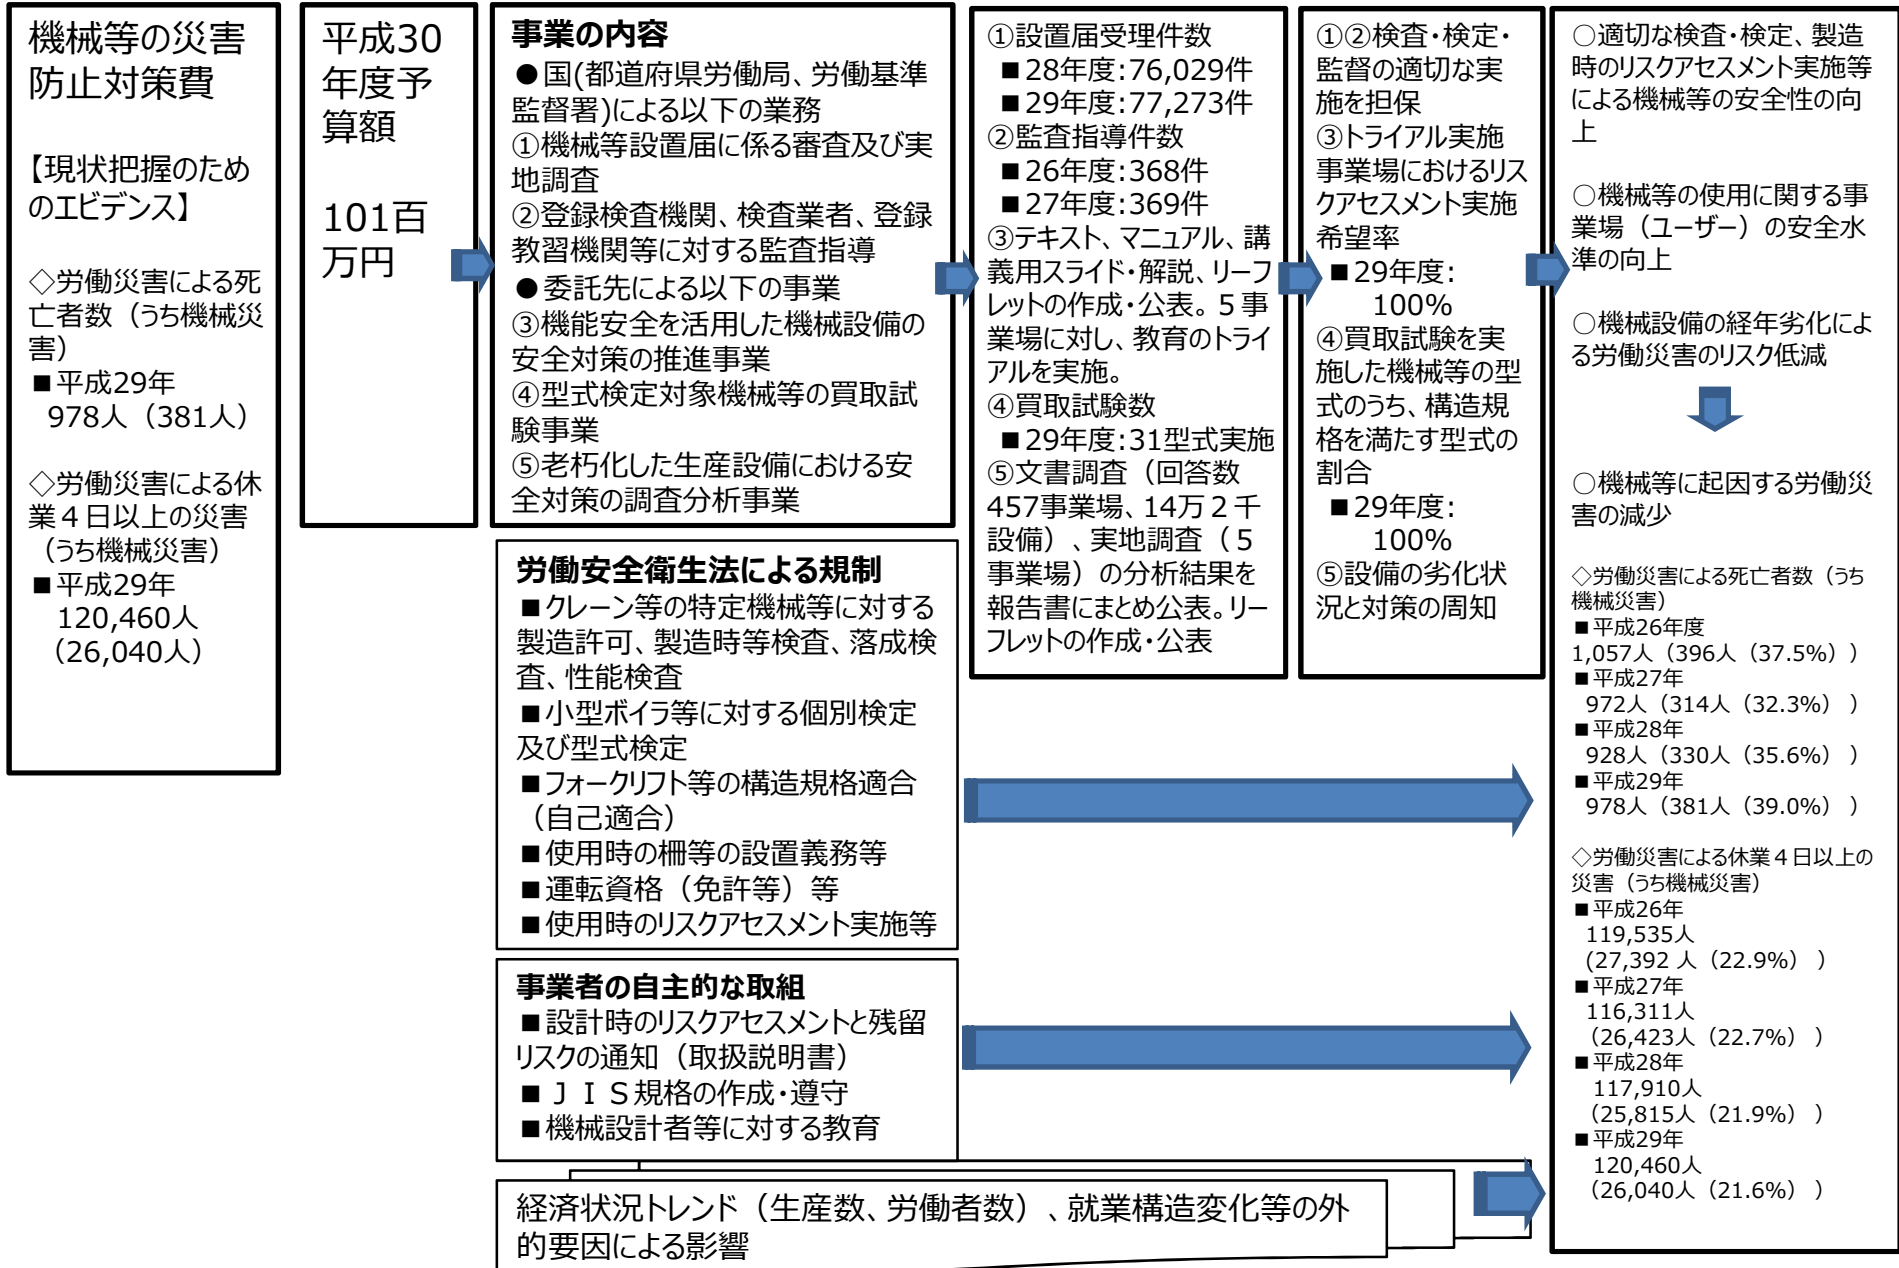 機械等の災害
防止対策費
【現状把握のため
のエビデンス】
◇労働災害による死
亡者数（うち機械災
害）
■平成29年
978人（381人）
◇労働災害による休
業４日以上の災害
（うち機械災害）
■平成29年
120,460人
（26,040人）
平成30
年度予
算額
101百
万円
事業の内容
●国(都道府県労働局、労働基準
監督署)による以下の業務
①機械等設置届に係る審査及び実
地調査
②登録検査機関、検査業者、登録
教習機関等に対する監査指導
●委託先による以下の事業
③機能安全を活用した機械設備の
安全対策の推進事業
④型式検定対象機械等の買取試
験事業
⑤老朽化した生産設備における安
全対策の調査分析事業
労働安全衛生法による規制
■クレーン等の特定機械等に対する
製造許可、製造時等検査、落成検
査、性能検査
■小型ボイラ等に対する個別検定
及び型式検定
■フォークリフト等の構造規格適合
（自己適合）
■使用時の柵等の設置義務等
■運転資格（免許等）等
■使用時のリスクアセスメント実施等
事業者の自主的な取組
■設計時のリスクアセスメントと残留
リスクの通知（取扱説明書）
■ＪＩＳ規格の作成・遵守
■機械設計者等に対する教育
経済状況トレンド（生産数、労働者数）、就業構造変化等の外
的要因による影響
①設置届受理件数
■28年度:76,029件
■29年度:77,273件
②監査指導件数
■26年度:368件
■27年度:369件
③テキスト、マニュアル、講
義用スライド・解説、リーフ
レットの作成・公表。５事
業場に対し、教育のトライ
アルを実施。
④買取試験数
■29年度:31型式実施
⑤文書調査（回答数
457事業場、14万２千
設備）、実地調査（５
事業場）の分析結果を
報告書にまとめ公表。リー
フレットの作成・公表
①②検査・検定・
監督の適切な実
施を担保
③トライアル実施
事業場におけるリス
クアセスメント実施
希望率
■29年度:
100%
④買取試験を実
施した機械等の型
式のうち、構造規
格を満たす型式の
割合
■29年度:
100%
⑤設備の劣化状
況と対策の周知
○適切な検査・検定、製造
時のリスクアセスメント実施等
による機械等の安全性の向
上
○機械等の使用に関する事
業場（ユーザー）の安全水
準の向上
○機械設備の経年劣化によ
る労働災害のリスク低減
○機械等に起因する労働災
害の減少
◇労働災害による死亡者数（うち
機械災害）
■平成26年度
1,057人（396人（37.5%））
■平成27年
972人（314人（32.3%））
■平成28年
928人（330人（35.6%））
■平成29年
978人（381人（39.0%））
◇労働災害による休業４日以上の
災害（うち機械災害）
■平成26年
119,535人
(27,392 人（22.9%））
■平成27年
116,311人
（26,423人（22.7%））
■平成28年
117,910人
（25,815人（21.9%））
■平成29年
120,460人
（26,040人（21.6%））